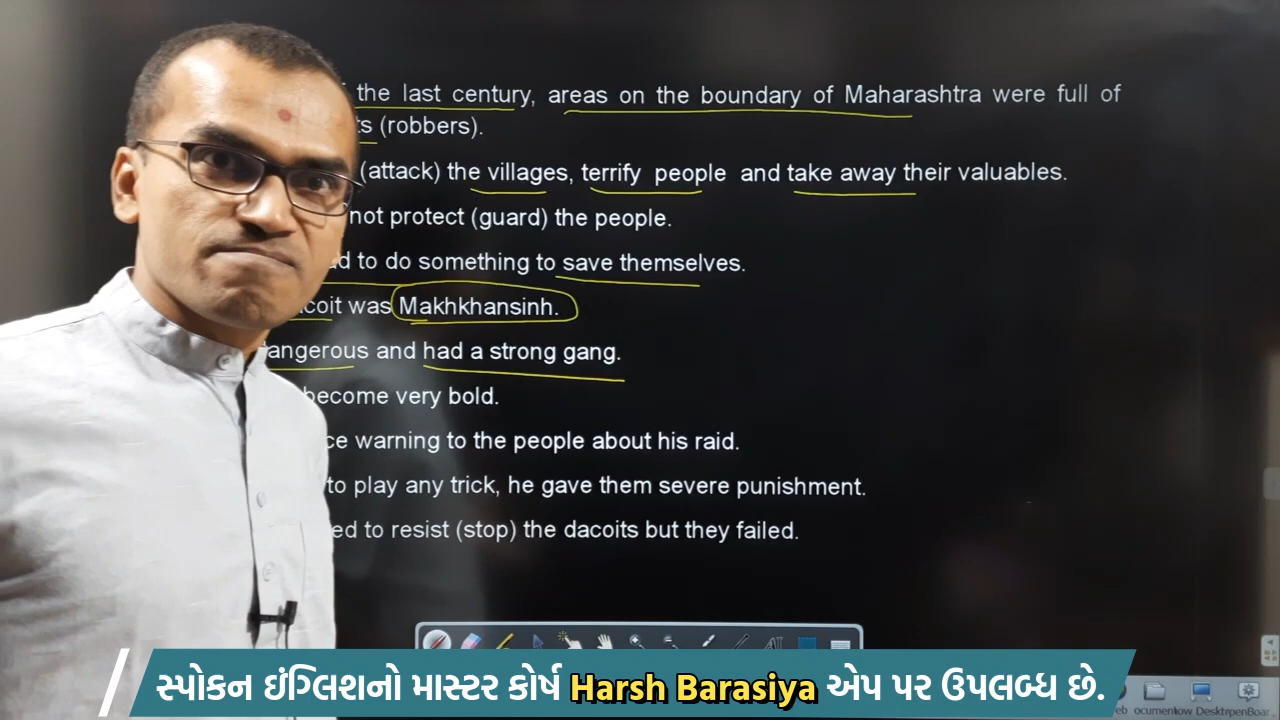 the last century, areas on the boundary of Maharashtra were full of
ts (robbers).
(attack) the villages, terrify people and take away their valuables.
not protect (guard) the people.
ad to do something to save themselves.
coit was Makhkhansinh.
angerous and had a strong gang.
become very bold.
ce warning to the people about his raid.
to play any trick, he gave them severe punishment.
ed to resist (stop) the dacoits but they failed.
સ્પોકન ઇંગ્લિશનો માસ્ટર કોર્ષ Harsh Barasiya એપ પર ઉપલબ્ધ છે.